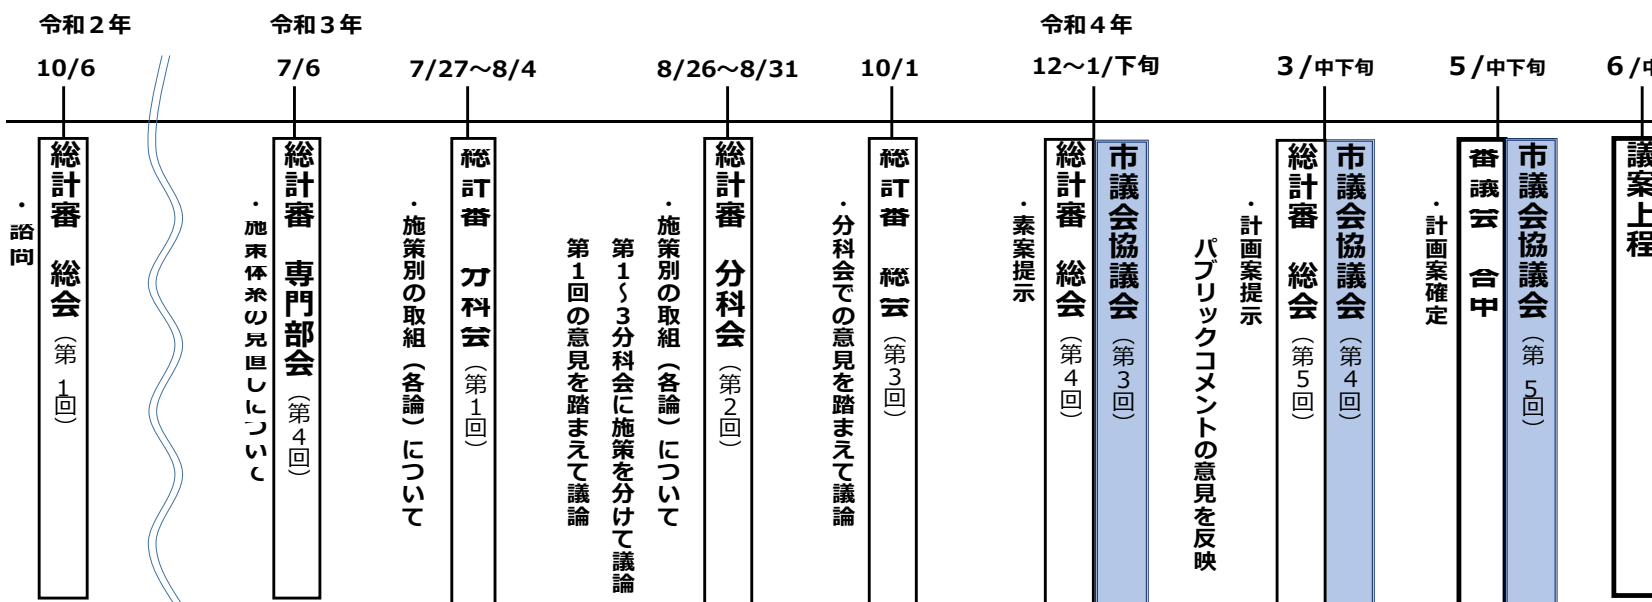 令和２年
令和３年
令和４年
10/6
7/6
7/27～8/4
8/26～8/31
10/1
12～1/下旬
３/中下旬
５/中下旬
６/中
総計審　総会（第１回）
・諮問
総計審　専門部会（第４回）
・施策体系の見直しについて
総計審　分科会（第１回）
・施策別の取組（各論）について
総計審　分科会（第２回）
・施策別の取組（各論）について
第１～３分科会に施策を分けて議論
第１回の意見を踏まえて議論
総計審　総会（第３回）
・分科会での意見を踏まえて議論
市議会協議会（第３回）
総計審　総会（第４回）
・素案提示
市議会協議会（第４回）
総計審　総会（第５回）
・計画案提示
パブリックコメントの意見を反映
市議会協議会（第５回）
審議会　答申
・計画案確定
議案上程